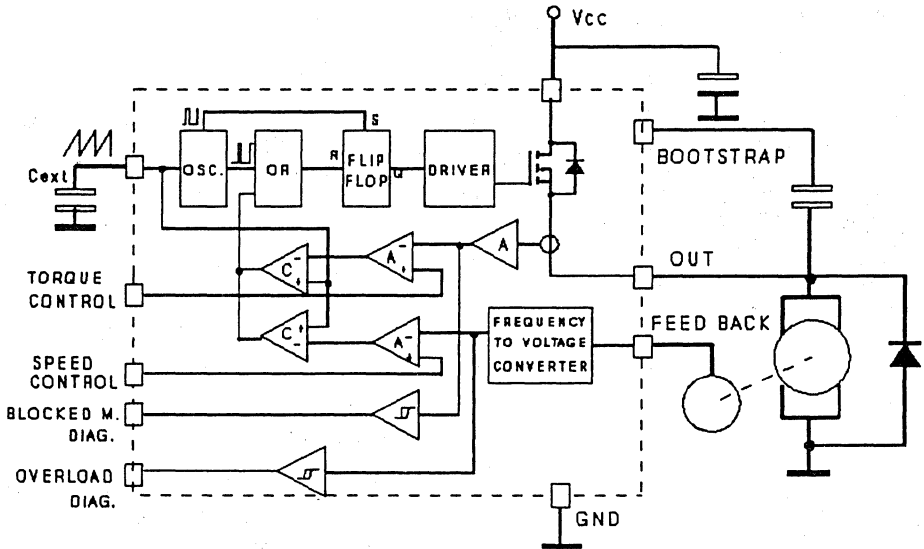 Vcc
S
BOOTSTRAP
Cext
OSC.
OR
R
FLIP
FLOP
Q
DRIVER
A
OUT
C - +
A - +
TORQUE
CONTROL
FEED BACK
FREQUENCY
TO VOLTAGE
CONVERTER
C + -
A - +
SPEED
CONTROL
BLOCKED M.
DIAG.
OVERLOAD
DIAG.
GND